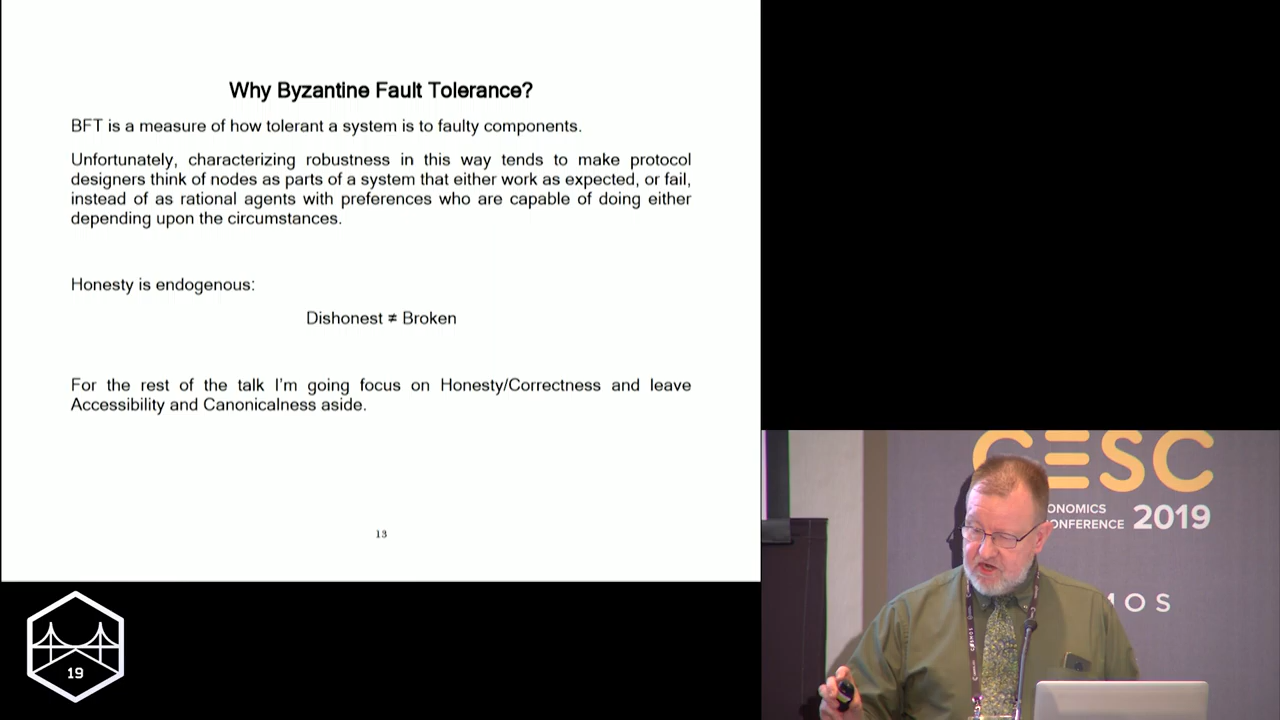 Why Byzantine Fault Tolerance?
BFT is a measure of how tolerant a system is to faulty components.
Unfortunately, characterizing robustness in this way tends to make protocol
designers think of nodes as parts of a system that either work as expected, or fail,
instead of as rational agents with preferences who are capable of doing either
depending upon the circumstances.
Honesty is endogenous:
Dishonest ≠ Broken
For the rest of the talk I'm going focus on Honesty/Correctness and leave
Accessibility and Canonicalness aside.
13
19
CESC
ONOMICS
ONFERENCE 2019
MOS